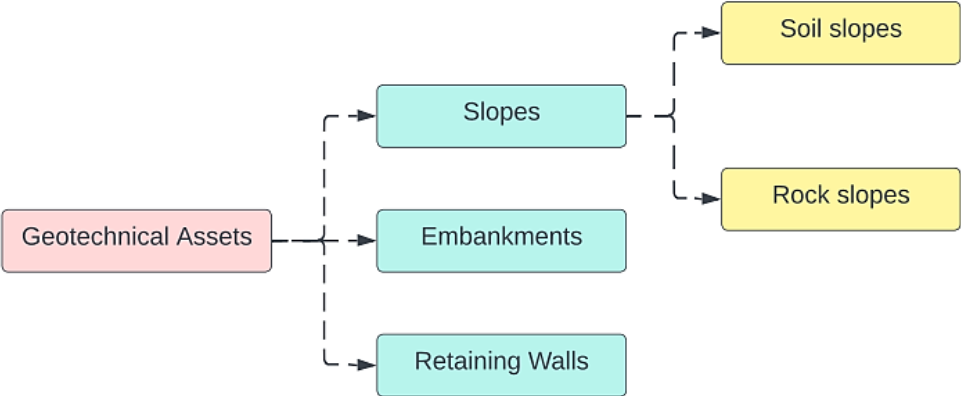 Soil slopes
Slopes
Rock slopes
Geotechnical Assets
Embankments
Retaining Walls